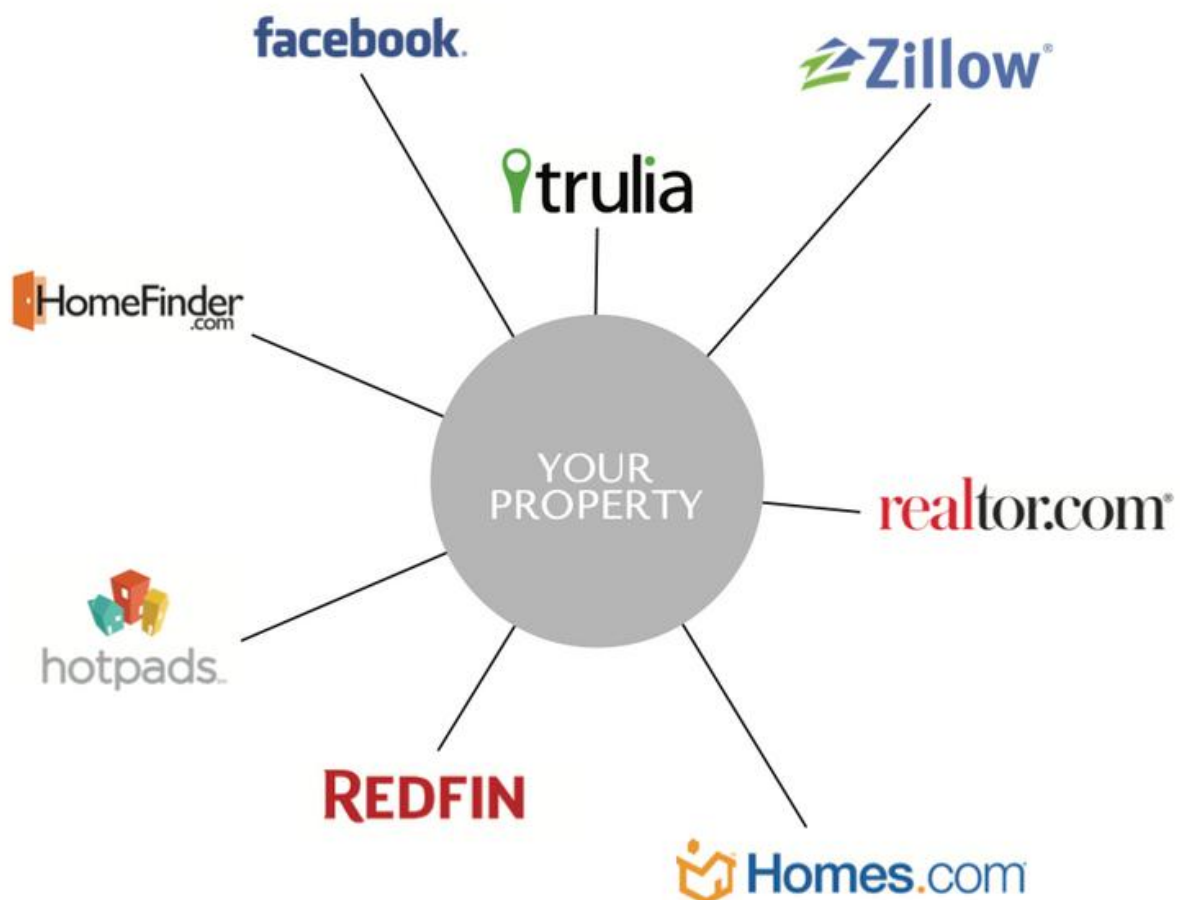 facebook.
Zillow®
trulia
HomeFinder
.com
YOUR
PROPERTY
realtor.com®
hotpads
REDFIN
Homes.com